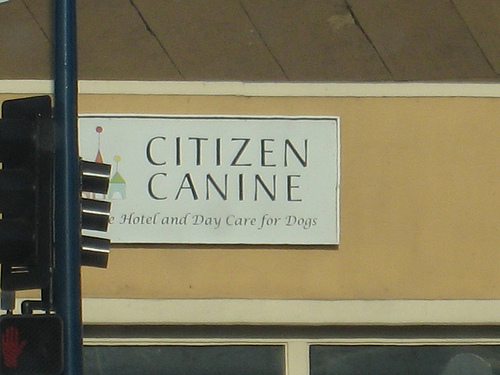 CITIZEN
CANINE
Hotel and Day Care for Dogs